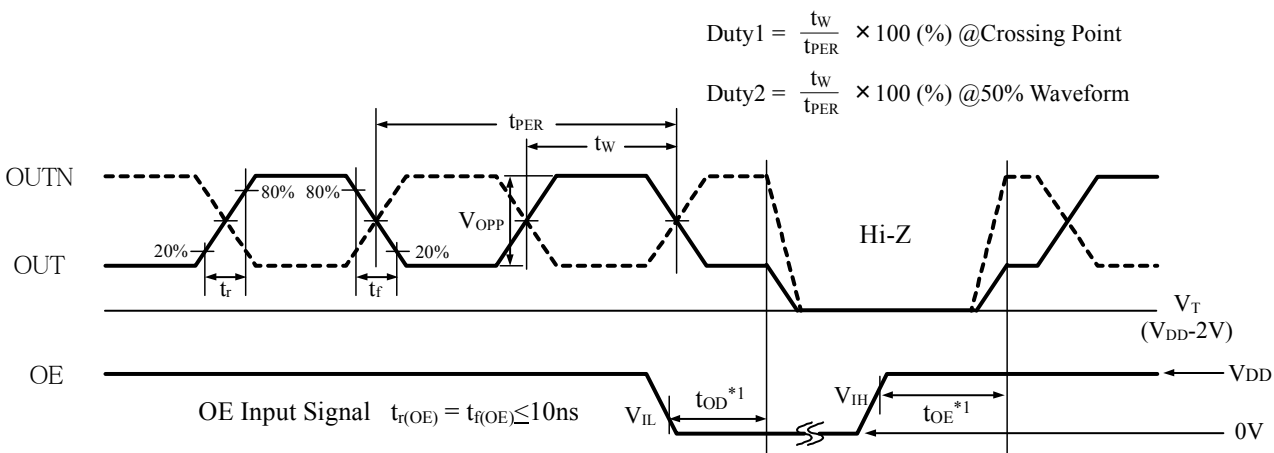 Duty1 = tW/tPER ×100 (%) @Crossing Point
Duty2 = tW/tPER ×100 (%) @50% Waveform
tPER
tW
OUTN
80% 80%
VOPP
Hi-Z
20% 20%
OUT
tr tf
VT
(VDD-2V)
OE
VDD
OE Input Signal tr(OE) = tf(OE)≤10ns
VIL
tOD*1
VIH
tOE*1
0V